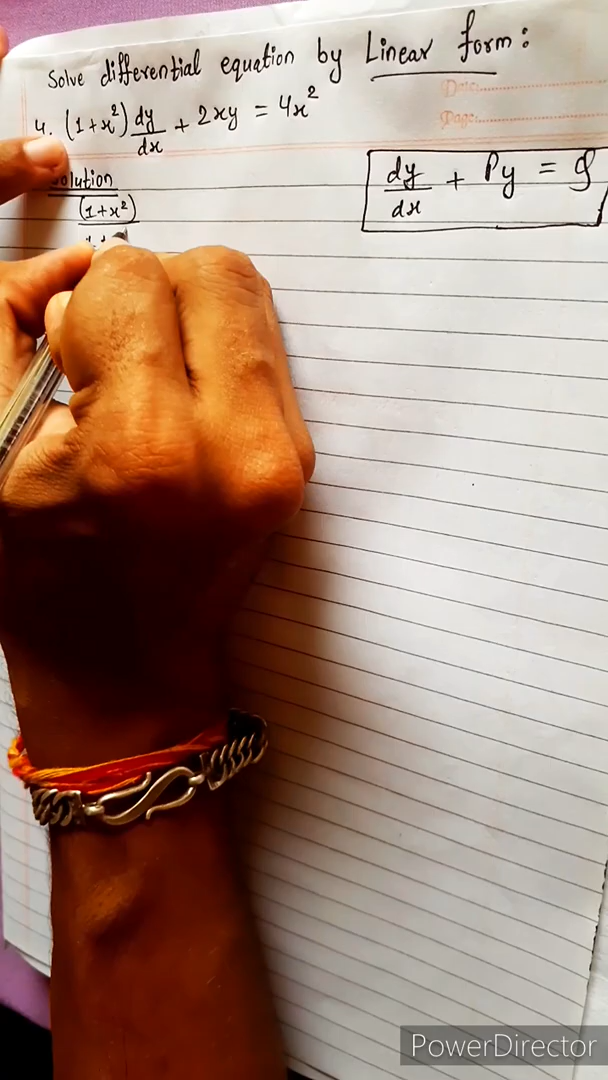 Solve differential equation by Linear form:
Date:
Page:
4. (1+x²) dy/dx + 2xy = 4x²
Solution
dy/dx + Py = Q
(1+x²)
PowerDirector